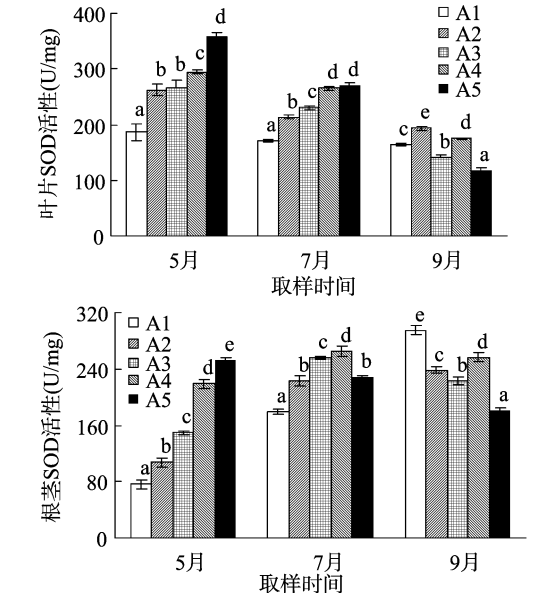 400
300
200
100
0
叶片SOD活性(U/mg)
A1
A2
A3
A4
A5
a b b c d
a b c d d
c e b d a
5月 7月 9月
取样时间
320
240
160
80
0
根茎SOD活性(U/mg)
A1
A2
A3
A4
A5
a b c d e
a b c d b
e c b d a
5月 7月 9月
取样时间